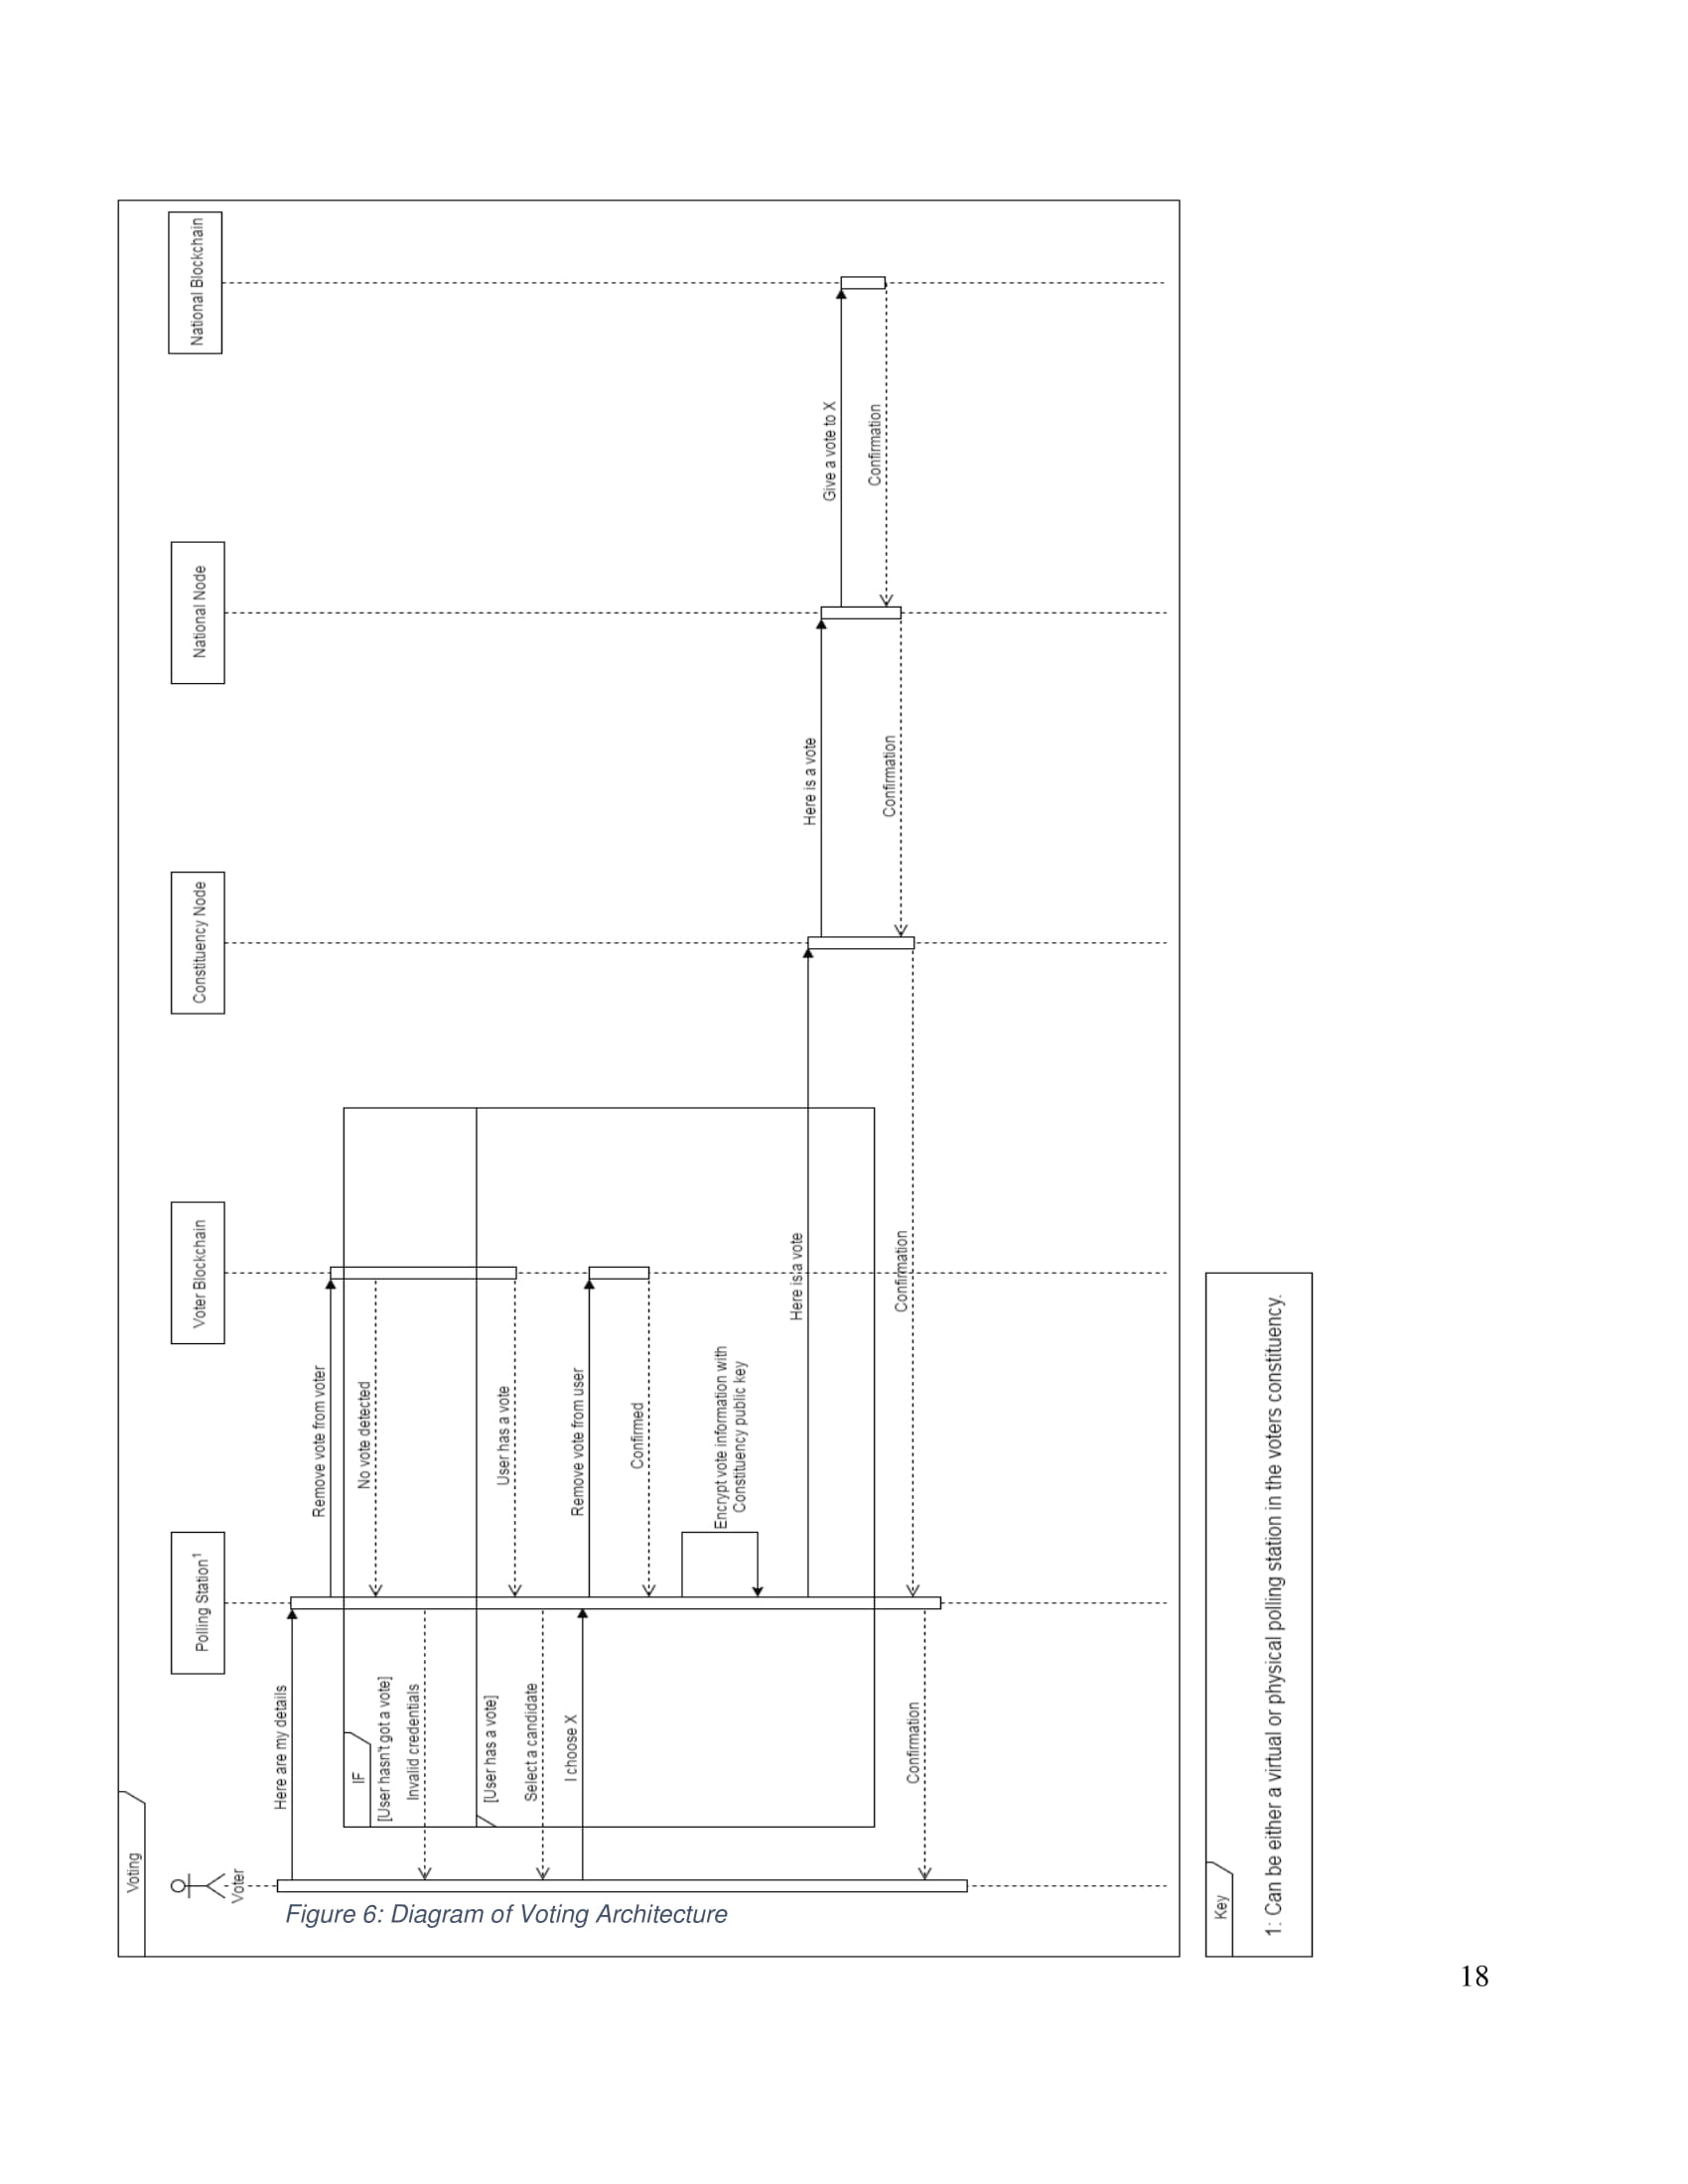 Voting
Voter
Polling Station1
Voter Blockchain
Constituency Node
National Node
National Blockchain
Here are my details
Remove vote from voter
IF
No vote detected
[User hasn't got a vote]
Invalid credentials
[User has a vote]
User has a vote
Select a candidate
I choose X
Remove vote from user
Confirmed
Encrypt vote information with
Constituency public key
Here is a vote
Here is a vote
Give a vote to X
Confirmation
Confirmation
Confirmation
Confirmation
Figure 6: Diagram of Voting Architecture
Key
1: Can be either a virtual or physical polling station in the voters constituency.
18